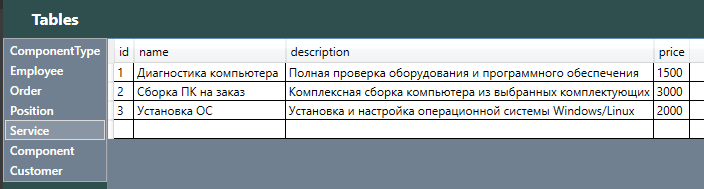 Tables
ComponentType
Employee
Order
Position
Service
Component
Customer
id name description price
1 Диагностика компьютера Полная проверка оборудования и программного обеспечения 1500
2 Сборка ПК на заказ Комплексная сборка компьютера из выбранных комплектующих 3000
3 Установка ОС Установка и настройка операционной системы Windows/Linux 2000